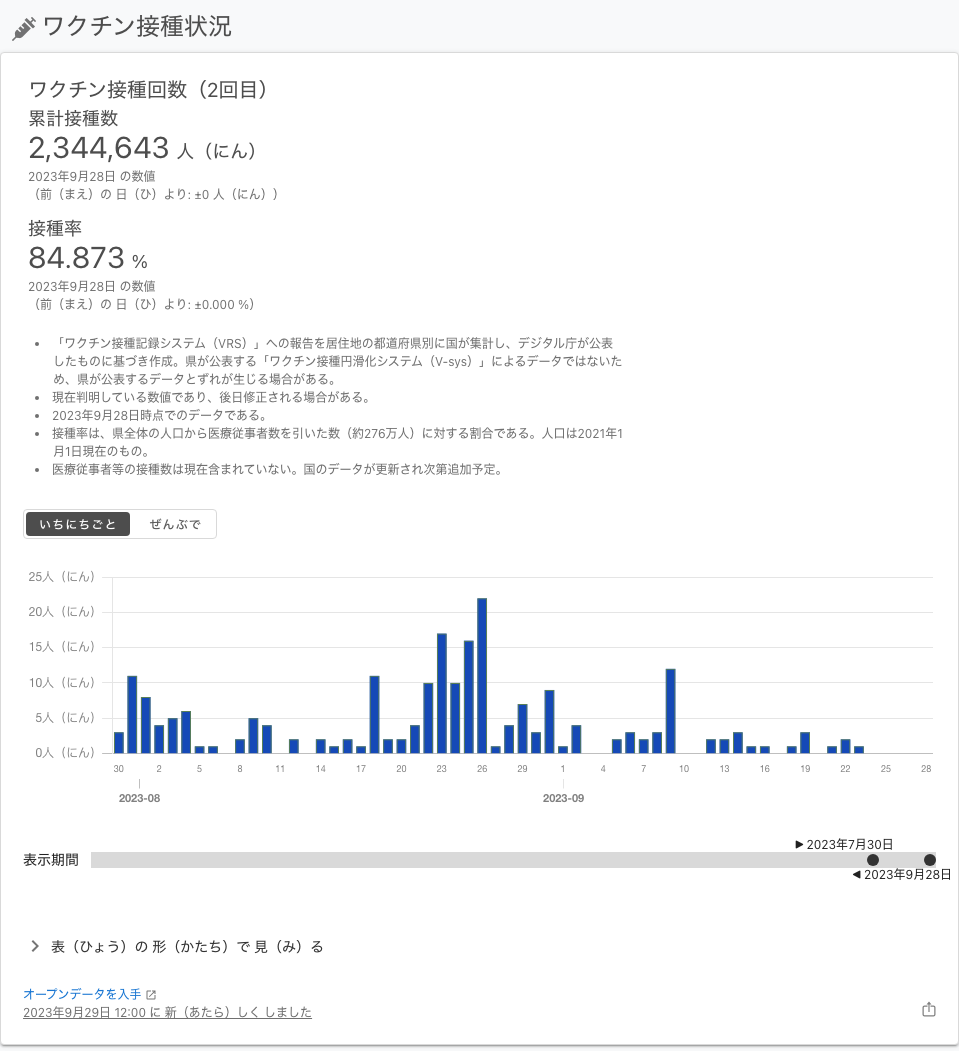 ワクチン接種状況
ワクチン接種回数（2回目）
累計接種数
2,344,643 人（にん）
2023年9月28日 の数値
（前（まえ）の 日（ひ）より: ±0 人（にん））
接種率
84.873 %
2023年9月28日 の数値
（前（まえ）の 日（ひ）より: ±0.000 %）
• 「ワクチン接種記録システム（VRS）」への報告を居住地の都道府県別に国が集計し、デジタル庁が公表
したものに基づき作成。県が公表する「ワクチン接種円滑化システム（V-sys）」によるデータではないた
め、県が公表するデータとずれが生じる場合がある。
• 現在判明している数値であり、後日修正される場合がある。
• 2023年9月28日時点でのデータである。
• 接種率は、県全体の人口から医療従事者数を引いた数（約276万人）に対する割合である。人口は2021年1
月1日現在のもの。
• 医療従事者等の接種数は現在含まれていない。国のデータが更新され次第追加予定。
いちにちごと ぜんぶで
25人（にん）
20人（にん）
15人（にん）
10人（にん）
5人（にん）
0人（にん）
30 2 5 8 11 14 17 20 23 26 29 1 4 7 10 13 16 19 22 25 28
2023-08 2023-09
▶ 2023年7月30日
表示期間
◀ 2023年9月28日
表（ひょう）の 形（かたち）で 見（み）る
オープンデータを入手
2023年9月29日 12:00 に 新（あたら）しく しました